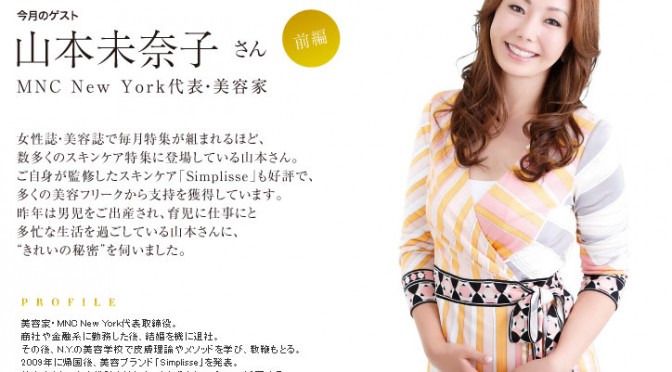 今月のゲスト
山本未奈子 さん
前編
MNC New York代表・美容家
女性誌・美容誌で毎月特集が組まれるほど、
数多くのスキンケア特集に登場している山本さん。
ご自身が監修したスキンケア「Simplisse」も好評で、
多くの美容フリークから支持を獲得しています。
昨年は男児をご出産され、育児に仕事にと
多忙な生活を過ごしている山本さんに、
“きれいの秘密”を伺いました。
PROFILE
美容家・MNC New York代表取締役。
商社や金融系に勤務した後、結婚を機に退社。
その後、N.Y.の美容学校で皮膚理論やメソッドを学び、教鞭もとる。
2009年に帰国後、美容ブランド「Simplisse」を発表。